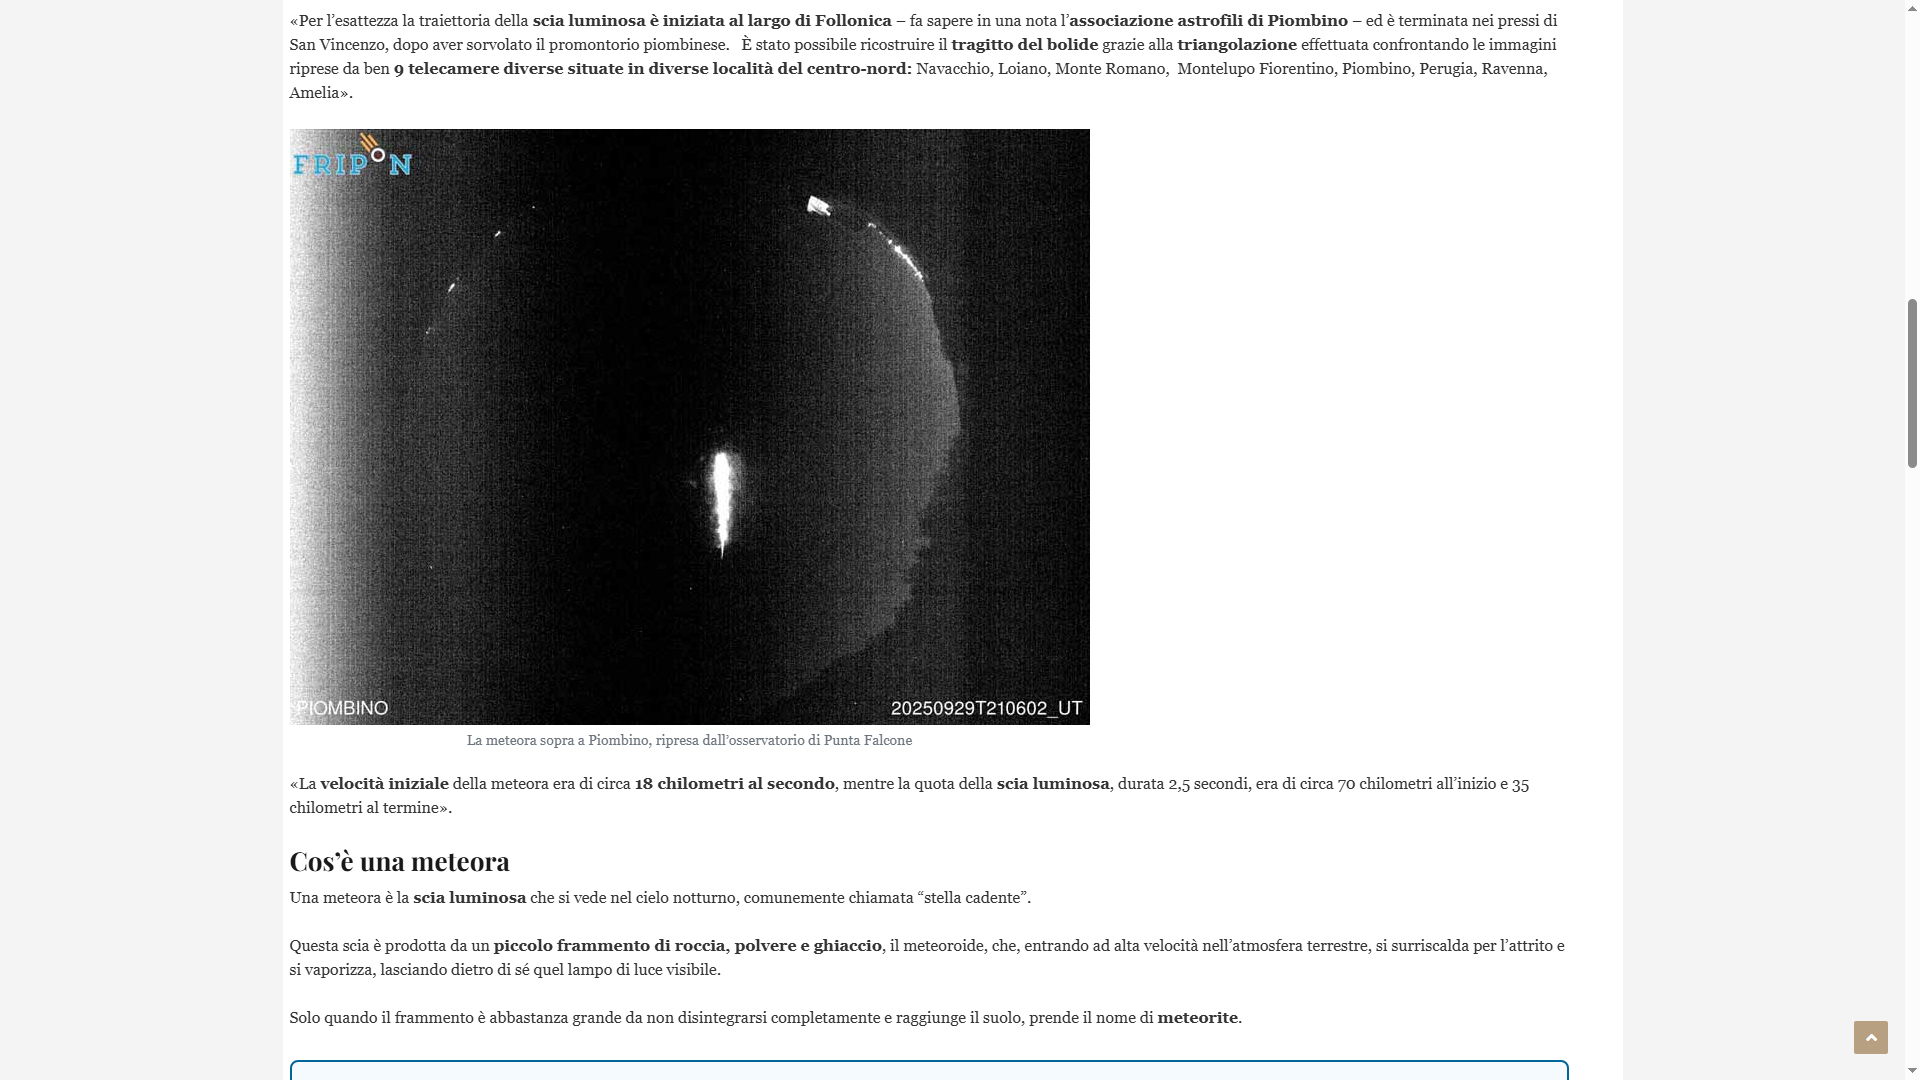 «Per l’esattezza la traiettoria della scia luminosa è iniziata al largo di Follonica – fa sapere in una nota l’associazione astrofili di Piombino – ed è terminata nei pressi di
San Vincenzo, dopo aver sorvolato il promontorio piombinese.   È stato possibile ricostruire il tragitto del bolide grazie alla triangolazione effettuata confrontando le immagini
riprese da ben 9 telecamere diverse situate in diverse località del centro-nord: Navacchio, Loiano, Monte Romano,  Montelupo Fiorentino, Piombino, Perugia, Ravenna,
Amelia».
FRIPON
PIOMBINO
20250929T210602_UT
La meteora sopra a Piombino, ripresa dall’osservatorio di Punta Falcone
«La velocità iniziale della meteora era di circa 18 chilometri al secondo, mentre la quota della scia luminosa, durata 2,5 secondi, era di circa 70 chilometri all’inizio e 35
chilometri al termine».
Cos’è una meteora
Una meteora è la scia luminosa che si vede nel cielo notturno, comunemente chiamata “stella cadente”.
Questa scia è prodotta da un piccolo frammento di roccia, polvere e ghiaccio, il meteoroide, che, entrando ad alta velocità nell’atmosfera terrestre, si surriscalda per l’attrito e
si vaporizza, lasciando dietro di sé quel lampo di luce visibile.
Solo quando il frammento è abbastanza grande da non disintegrarsi completamente e raggiunge il suolo, prende il nome di meteorite.